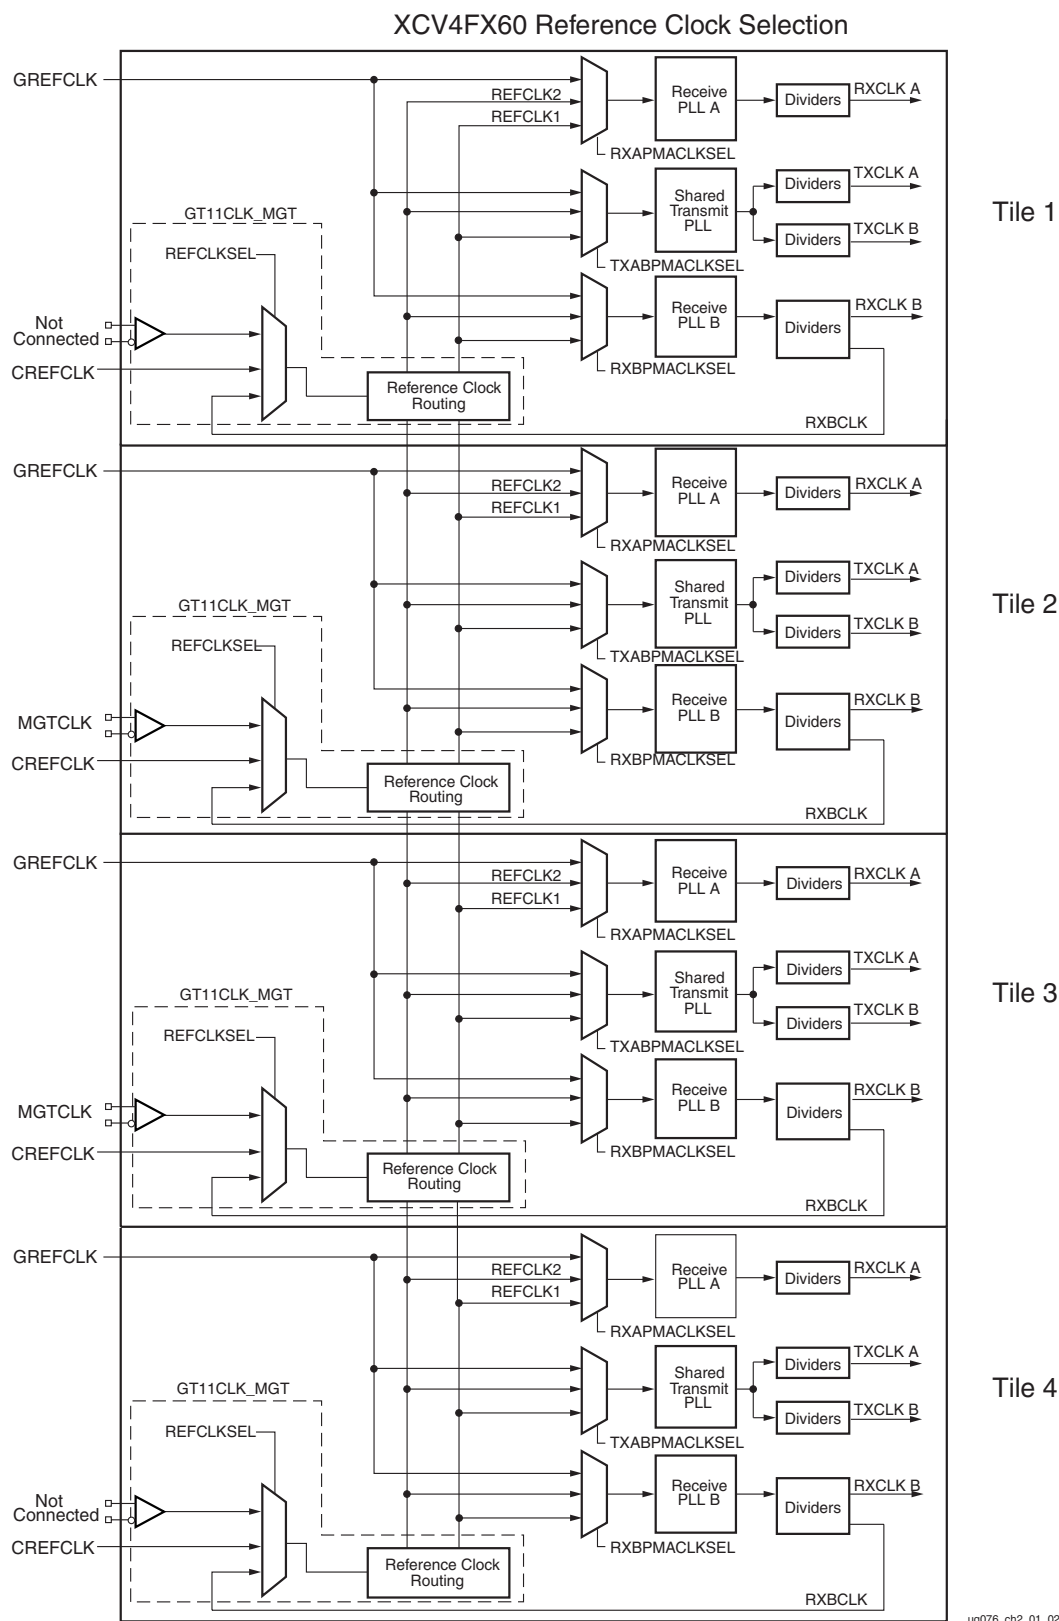 XCV4FX60 Reference Clock Selection
GREFCLK
REFCLK2
REFCLK1
Receive
PLL A
Dividers
RXCLK A
RXAPMACLKSEL
Shared
Transmit
PLL
Dividers
TXCLK A
Dividers
TXCLK B
TXABPMACLKSEL
Tile 1
GT11CLK_MGT
REFCLKSEL
Not
Connected
CREFCLK
Receive
PLL B
Dividers
RXCLK B
RXBPMACLKSEL
Reference Clock
Routing
RXBCLK
GREFCLK
REFCLK2
REFCLK1
Receive
PLL A
Dividers
RXCLK A
RXAPMACLKSEL
Shared
Transmit
PLL
Dividers
TXCLK A
Dividers
TXCLK B
TXABPMACLKSEL
Tile 2
GT11CLK_MGT
REFCLKSEL
MGTCLK
CREFCLK
Receive
PLL B
Dividers
RXCLK B
RXBPMACLKSEL
Reference Clock
Routing
RXBCLK
GREFCLK
REFCLK2
REFCLK1
Receive
PLL A
Dividers
RXCLK A
RXAPMACLKSEL
Shared
Transmit
PLL
Dividers
TXCLK A
Dividers
TXCLK B
TXABPMACLKSEL
Tile 3
GT11CLK_MGT
REFCLKSEL
MGTCLK
CREFCLK
Receive
PLL B
Dividers
RXCLK B
RXBPMACLKSEL
Reference Clock
Routing
RXBCLK
GREFCLK
REFCLK2
REFCLK1
Receive
PLL A
Dividers
RXCLK A
RXAPMACLKSEL
Shared
Transmit
PLL
Dividers
TXCLK A
Dividers
TXCLK B
TXABPMACLKSEL
Tile 4
GT11CLK_MGT
REFCLKSEL
Not
Connected
CREFCLK
Receive
PLL B
Dividers
RXCLK B
RXBPMACLKSEL
Reference Clock
Routing
RXBCLK